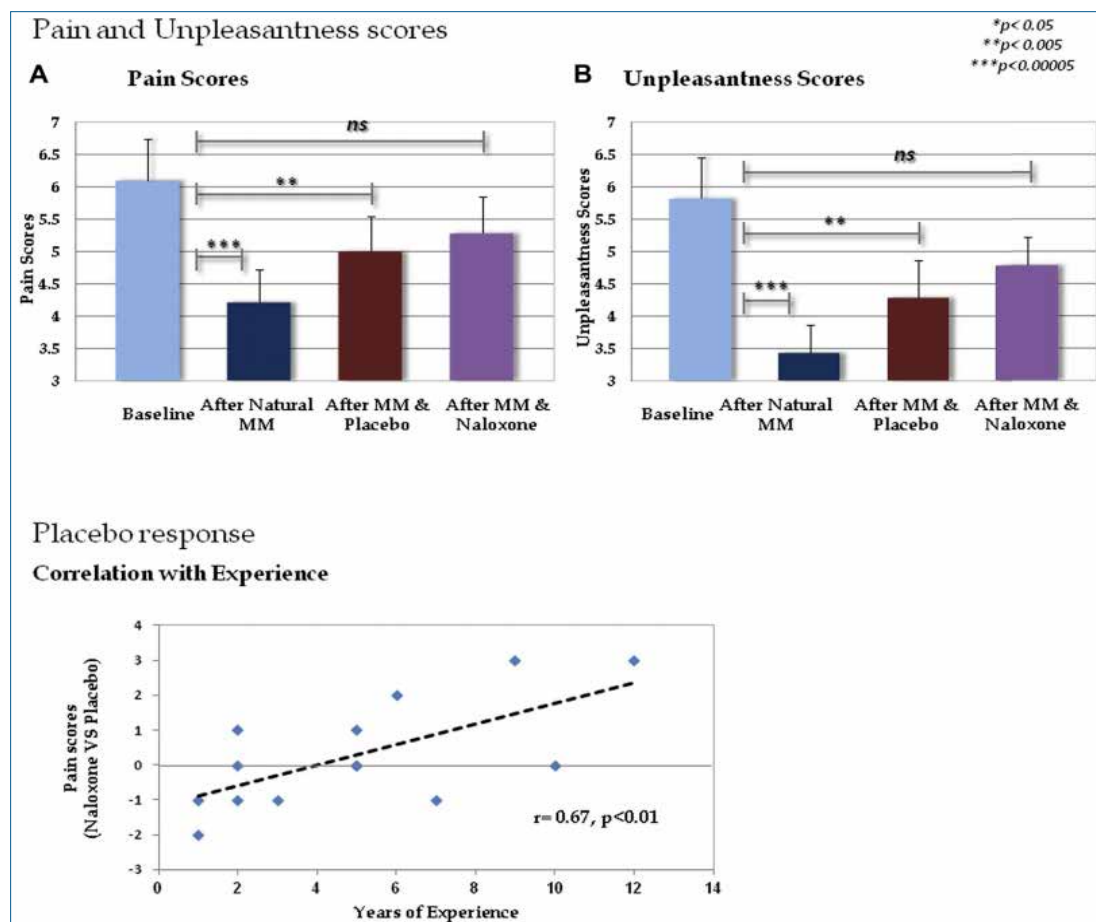 Pain and Unpleasantness scores
*p< 0.05
**p< 0.005
***p<0.00005
A Pain Scores
7
6.5
6
5.5
5
4.5
4
3.5
3
Pain Scores
ns
**
***
Baseline
After Natural
MM
After MM &
Placebo
After MM &
Naloxone
B Unpleasantness Scores
7
6.5
6
5.5
5
4.5
4
3.5
3
Unpleasantness Scores
ns
**
***
Baseline
After Natural
MM
After MM &
Placebo
After MM &
Naloxone
Placebo response
Correlation with Experience
4
3
2
1
0
-1
-2
-3
Pain scores
(Naloxone VS Placebo)
r= 0.67, p<0.01
0 2 4 6 8 10 12 14
Years of Experience